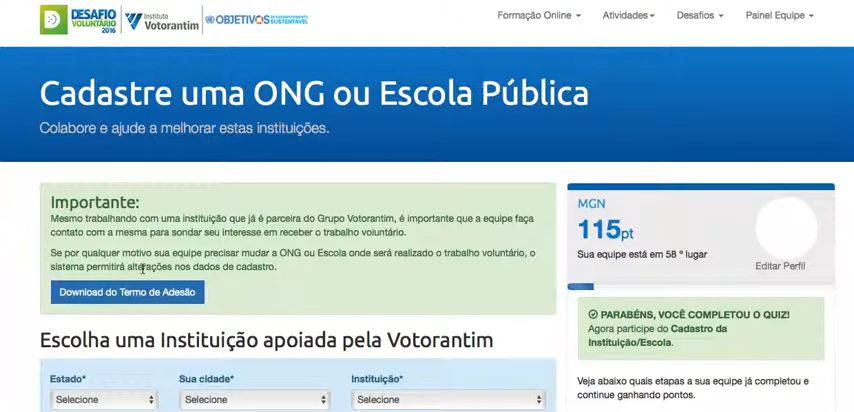 DESAFIO
VOLUNTÁRIO
2016
Instituto
Votorantim
OBJETIVOS
SUSTENTÁVEL
Formação Online
Atividades
Desafios
Painel Equipe
Cadastre uma ONG ou Escola Pública
Colabore e ajude a melhorar estas instituições.
Importante:
Mesmo trabalhando com uma instituição que já é parceira do Grupo Votorantim, é importante que a equipe faça
contato com a mesma para sondar seu interesse em receber o trabalho voluntário.
Se por qualquer motivo sua equipe precisar mudar a ONG ou Escola onde será realizado o trabalho voluntário, o
sistema permitirá alterações nos dados de cadastro.
Download do Termo de Adesão
MGN
115pt
Sua equipe está em 58 º lugar
Editar Perfil
PARABÉNS, VOCÊ COMPLETOU O QUIZ!
Agora participe do Cadastro da
Instituição/Escola.
Veja abaixo quais etapas a sua equipe já completou e
continue ganhando pontos.
Escolha uma Instituição apoiada pela Votorantim
Estado*
Sua cidade*
Instituição*
Selecione
Selecione
Selecione